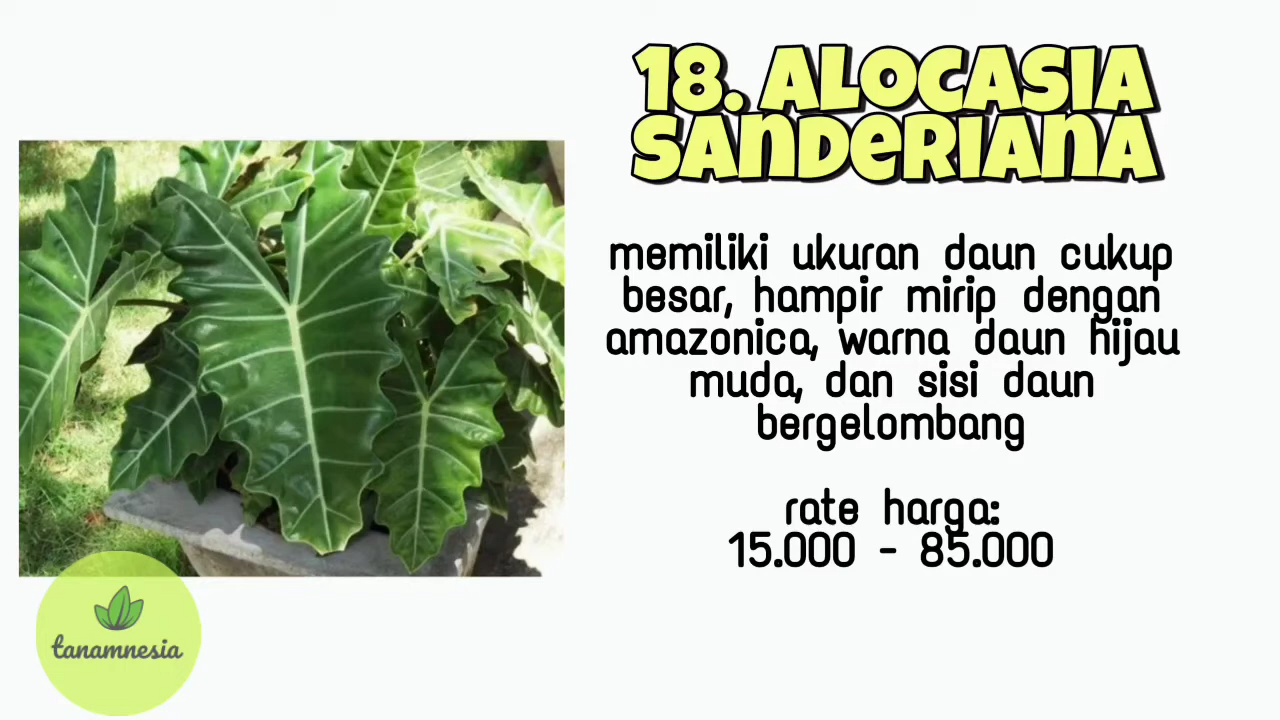 18. ALOCASIA
SANDERIANA
memiliki ukuran daun cukup
besar, hampir mirip dengan
amazonica, warna daun hijau
muda, dan sisi daun
bergelombang
rate harga:
15.000 - 85.000
tanamnesia